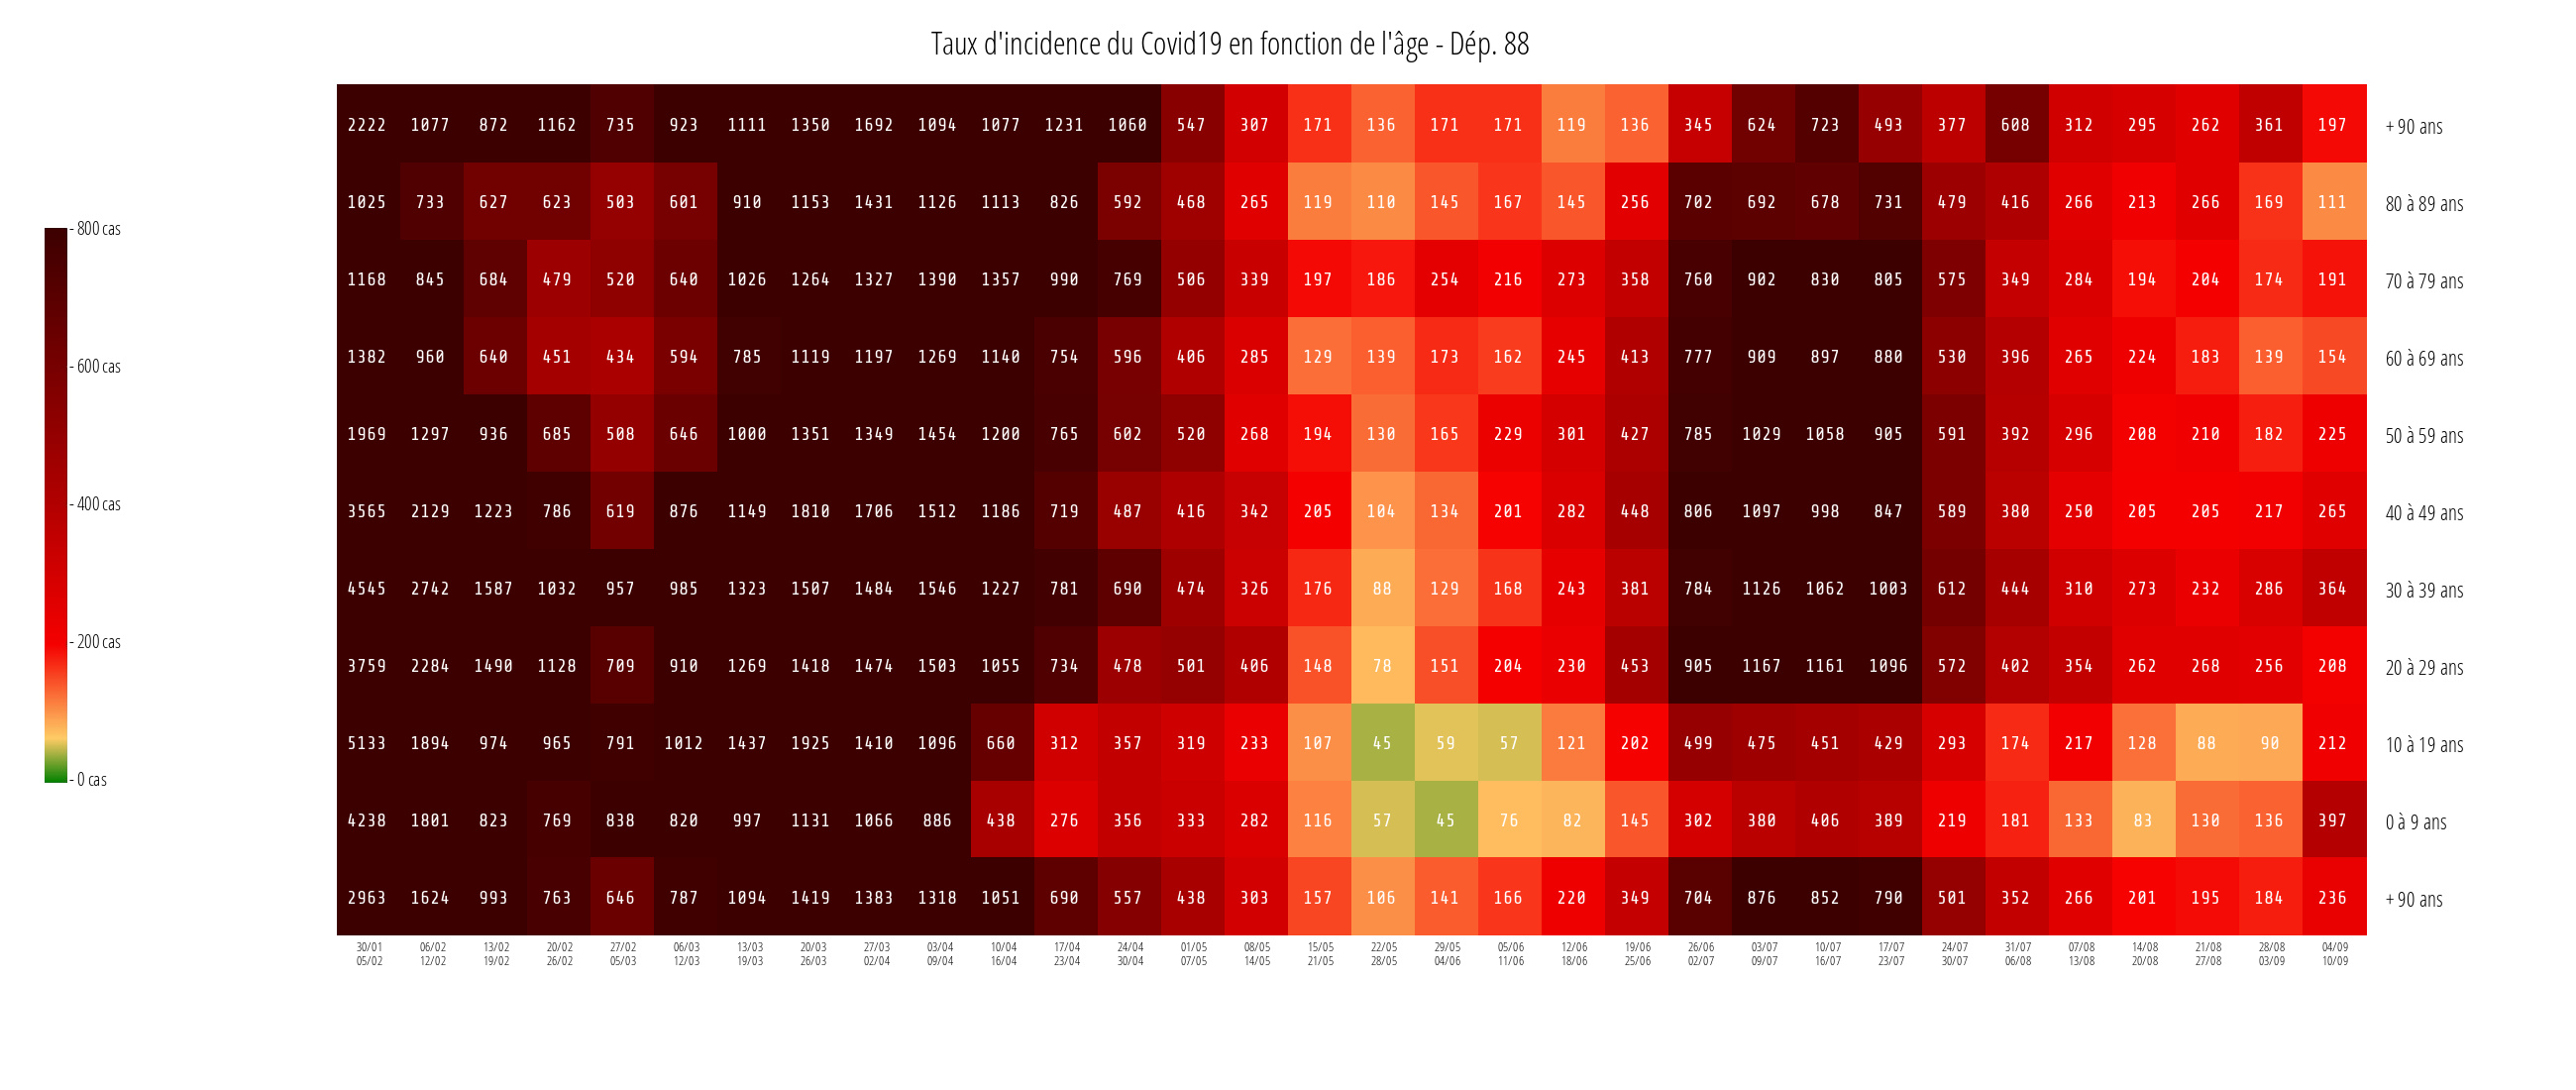 Taux d'incidence du Covid19 en fonction de l'âge - Dép. 88
- 800 cas
- 600 cas
- 400 cas
- 200 cas
- 0 cas
2222 1077 872 1162 735 923 1111 1350 1692 1094 1077 1231 1060 547 307 171 136 171 171 119 136 345 624 723 493 377 608 312 295 262 361 197 + 90 ans
1025 733 627 623 503 601 910 1153 1431 1126 1113 826 592 468 265 119 110 145 167 145 256 702 692 678 731 479 416 266 213 266 169 111 80 à 89 ans
1168 845 684 479 520 640 1026 1264 1327 1390 1357 990 769 506 339 197 186 254 216 273 358 760 902 830 805 575 349 284 194 204 174 191 70 à 79 ans
1382 960 640 451 434 594 785 1119 1197 1269 1140 754 596 406 285 129 139 173 162 245 413 777 909 897 880 530 396 265 224 183 139 154 60 à 69 ans
1969 1297 936 685 508 646 1000 1351 1349 1454 1200 765 602 520 268 194 130 165 229 301 427 785 1029 1058 905 591 392 296 208 210 182 225 50 à 59 ans
3565 2129 1223 786 619 876 1149 1810 1706 1512 1186 719 487 416 342 205 104 134 201 282 448 806 1097 998 847 589 380 250 205 205 217 265 40 à 49 ans
4545 2742 1587 1032 957 985 1323 1507 1484 1546 1227 781 690 474 326 176 88 129 168 243 381 784 1126 1062 1003 612 444 310 273 232 286 364 30 à 39 ans
3759 2284 1490 1128 709 910 1269 1418 1474 1503 1055 734 478 501 406 148 78 151 204 230 453 905 1167 1161 1096 572 402 354 262 268 256 208 20 à 29 ans
5133 1894 974 965 791 1012 1437 1925 1410 1096 660 312 357 319 233 107 45 59 57 121 202 499 475 451 429 293 174 217 128 88 90 212 10 à 19 ans
4238 1801 823 769 838 820 997 1131 1066 886 438 276 356 333 282 116 57 45 76 82 145 302 380 406 389 219 181 133 83 130 136 397 0 à 9 ans
2963 1624 993 763 646 787 1094 1419 1383 1318 1051 690 557 438 303 157 106 141 166 220 349 704 876 852 790 501 352 266 201 195 184 236 + 90 ans
30/01 06/02 13/02 20/02 27/02 06/03 13/03 20/03 27/03 03/04 10/04 17/04 24/04 01/05 08/05 15/05 22/05 29/05 05/06 12/06 19/06 26/06 03/07 10/07 17/07 24/07 31/07 07/08 14/08 21/08 28/08 04/09
05/02 12/02 19/02 26/02 05/03 12/03 19/03 26/03 02/04 09/04 16/04 23/04 30/04 07/05 14/05 21/05 28/05 04/06 11/06 18/06 25/06 02/07 09/07 16/07 23/07 30/07 06/08 13/08 20/08 27/08 03/09 10/09